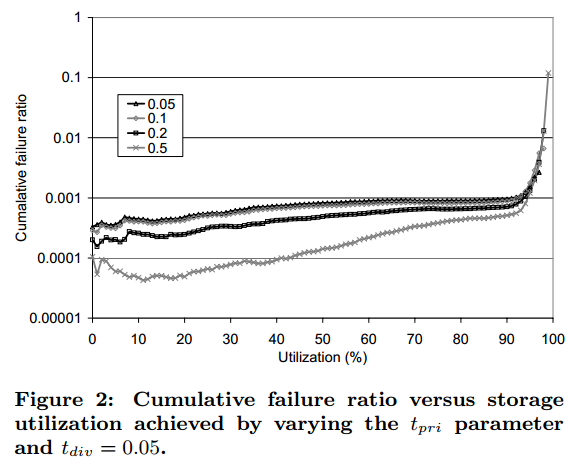 1
0.1
0.01
0.001
0.0001
0.00001
Cumulative failure ratio
0.05
0.1
0.2
0.5
0 10 20 30 40 50 60 70 80 90 100
Utilization (%)
Figure 2: Cumulative failure ratio versus storage
utilization achieved by varying the t_pri parameter
and t_div = 0.05.